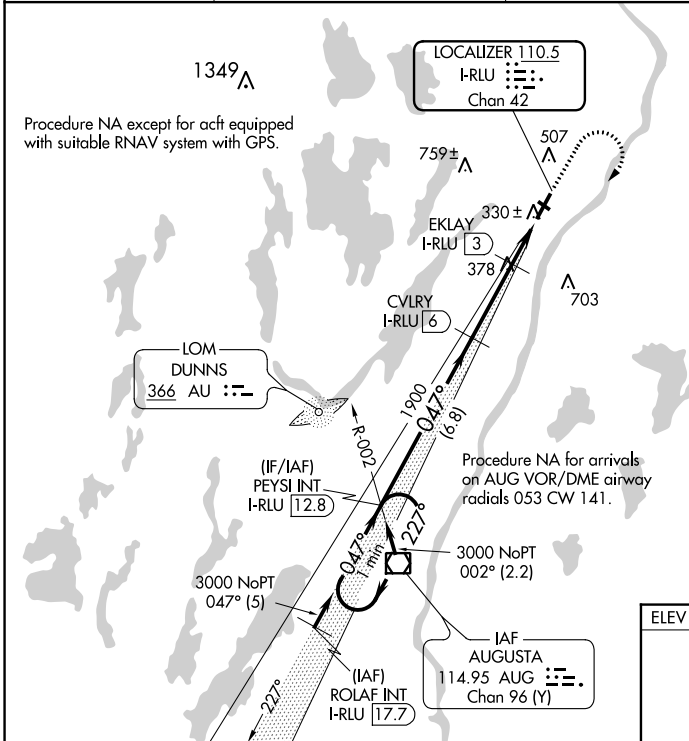 LOCALIZER 110.5
I-RLU
Chan 42
1349
Procedure NA except for acft equipped
with suitable RNAV system with GPS.
759±
507
EKLAY
I-RLU 3
330±
378
703
CVLRY
I-RLU 6
LOM
DUNNS
366 AU
1900
047°
(6.8)
R-002
(IF/IAF)
PEYSI INT
I-RLU 12.8
Procedure NA for arrivals
on AUG VOR/DME airway
radials 053 CW 141.
047°
1 min
227°
3000 NoPT
002° (2.2)
3000 NoPT
047° (5)
ELEV
IAF
AUGUSTA
114.95 AUG
Chan 96 (Y)
(IAF)
ROLAF INT
I-RLU 17.7
227°